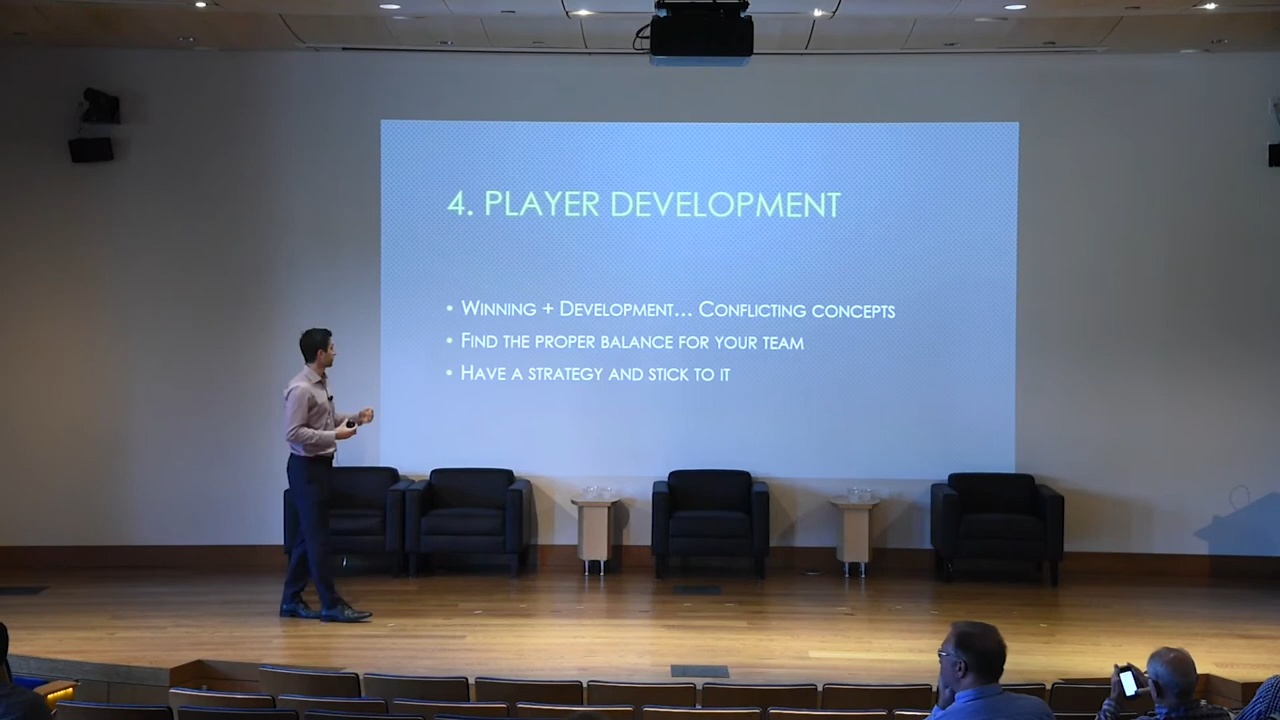 4. PLAYER DEVELOPMENT
• WINNING + DEVELOPMENT... CONFLICTING CONCEPTS
• FIND THE PROPER BALANCE FOR YOUR TEAM
• HAVE A STRATEGY AND STICK TO IT